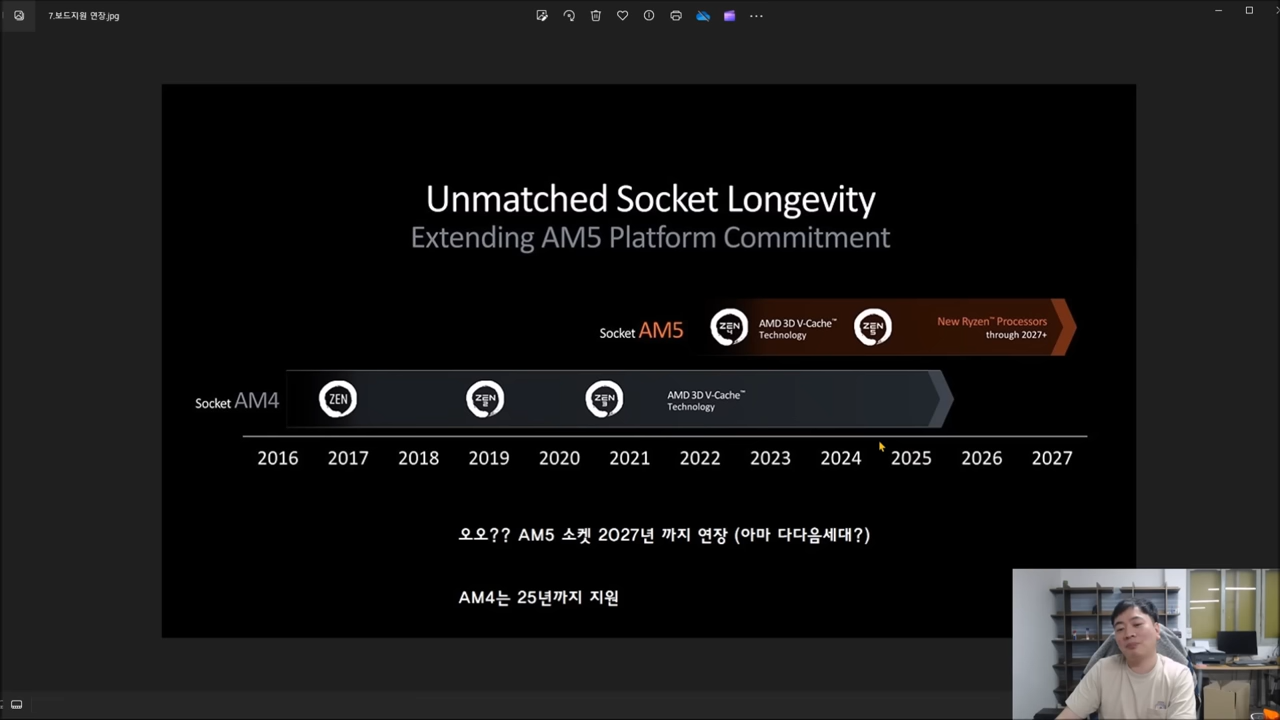 7.보드지원 연장.jpg
Unmatched Socket Longevity
Extending AM5 Platform Commitment
Socket AM5
ZEN 4
AMD 3D V-Cache™
Technology
ZEN 5
New Ryzen™ Processors
through 2027+
Socket AM4
ZEN
ZEN 2
ZEN 3
AMD 3D V-Cache™
Technology
2016 2017 2018 2019 2020 2021 2022 2023 2024 2025 2026 2027
오오?? AM5 소켓 2027년 까지 연장 (아마 다다음세대?)
AM4는 25년까지 지원